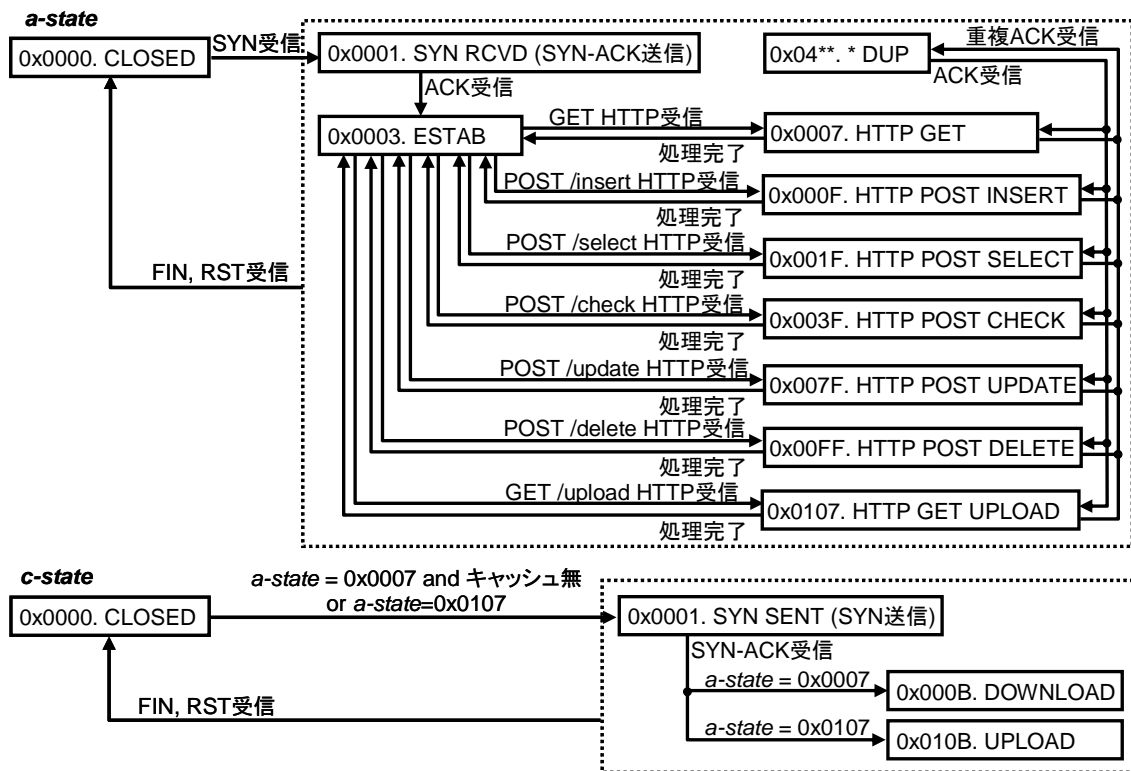 a-state
0x0000. CLOSED
SYN受信
0x0001. SYN RCVD (SYN-ACK送信)
0x04**. * DUP
重複ACK受信
ACK受信
ACK受信
0x0003. ESTAB
GET HTTP受信
処理完了
0x0007. HTTP GET
POST /insert HTTP受信
処理完了
0x000F. HTTP POST INSERT
POST /select HTTP受信
処理完了
0x001F. HTTP POST SELECT
FIN, RST受信
POST /check HTTP受信
処理完了
0x003F. HTTP POST CHECK
POST /update HTTP受信
処理完了
0x007F. HTTP POST UPDATE
POST /delete HTTP受信
処理完了
0x00FF. HTTP POST DELETE
GET /upload HTTP受信
処理完了
0x0107. HTTP GET UPLOAD
c-state
0x0000. CLOSED
a-state = 0x0007 and キャッシュ無
or a-state=0x0107
0x0001. SYN SENT (SYN送信)
SYN-ACK受信
a-state = 0x0007
0x000B. DOWNLOAD
FIN, RST受信
a-state = 0x0107
0x010B. UPLOAD